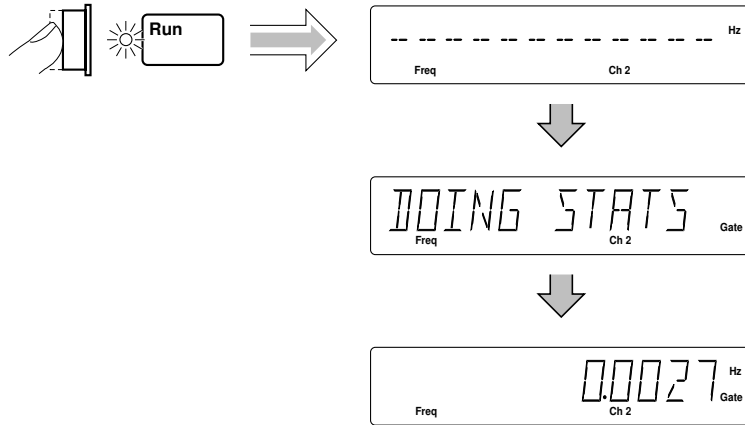 Run
-- -- -- -- -- -- -- -- -- -- -- -- Hz
Freq Ch 2
DOING STATS Gate
Freq Ch 2
0.0027 Hz
Gate
Freq Ch 2